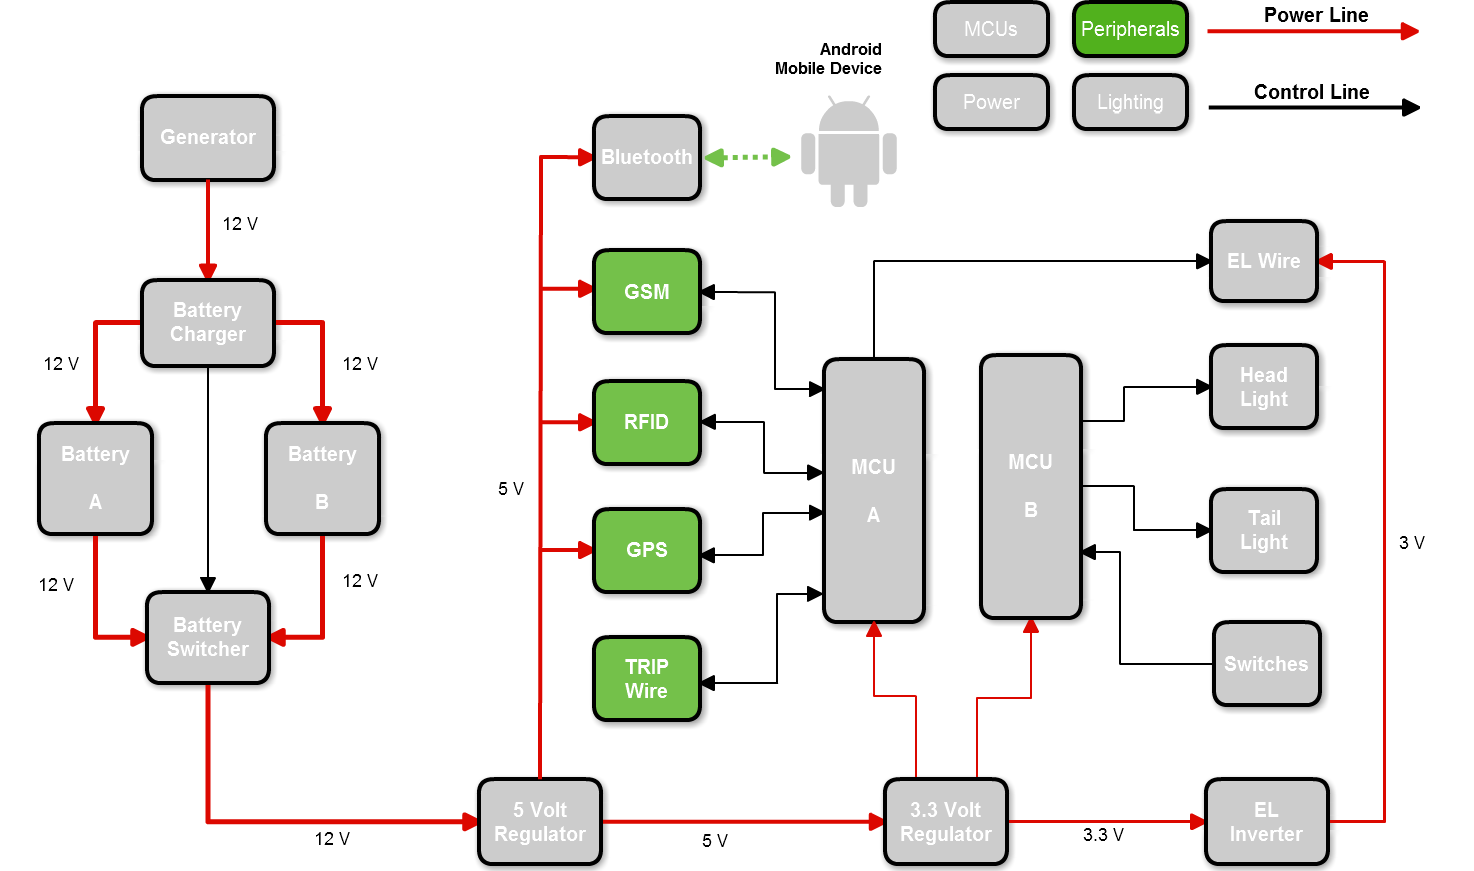 Android
Mobile Device
MCUs
Peripherals
Power Line
Power
Lighting
Control Line
Generator
12 V
Battery
Charger
12 V
12 V
Battery
A
Battery
B
12 V
12 V
Battery
Switcher
12 V
5 Volt
Regulator
5 V
5 V
Bluetooth
GSM
RFID
GPS
TRIP
Wire
MCU
A
MCU
B
3.3 Volt
Regulator
3.3 V
EL
Inverter
3 V
EL Wire
Head
Light
Tail
Light
Switches